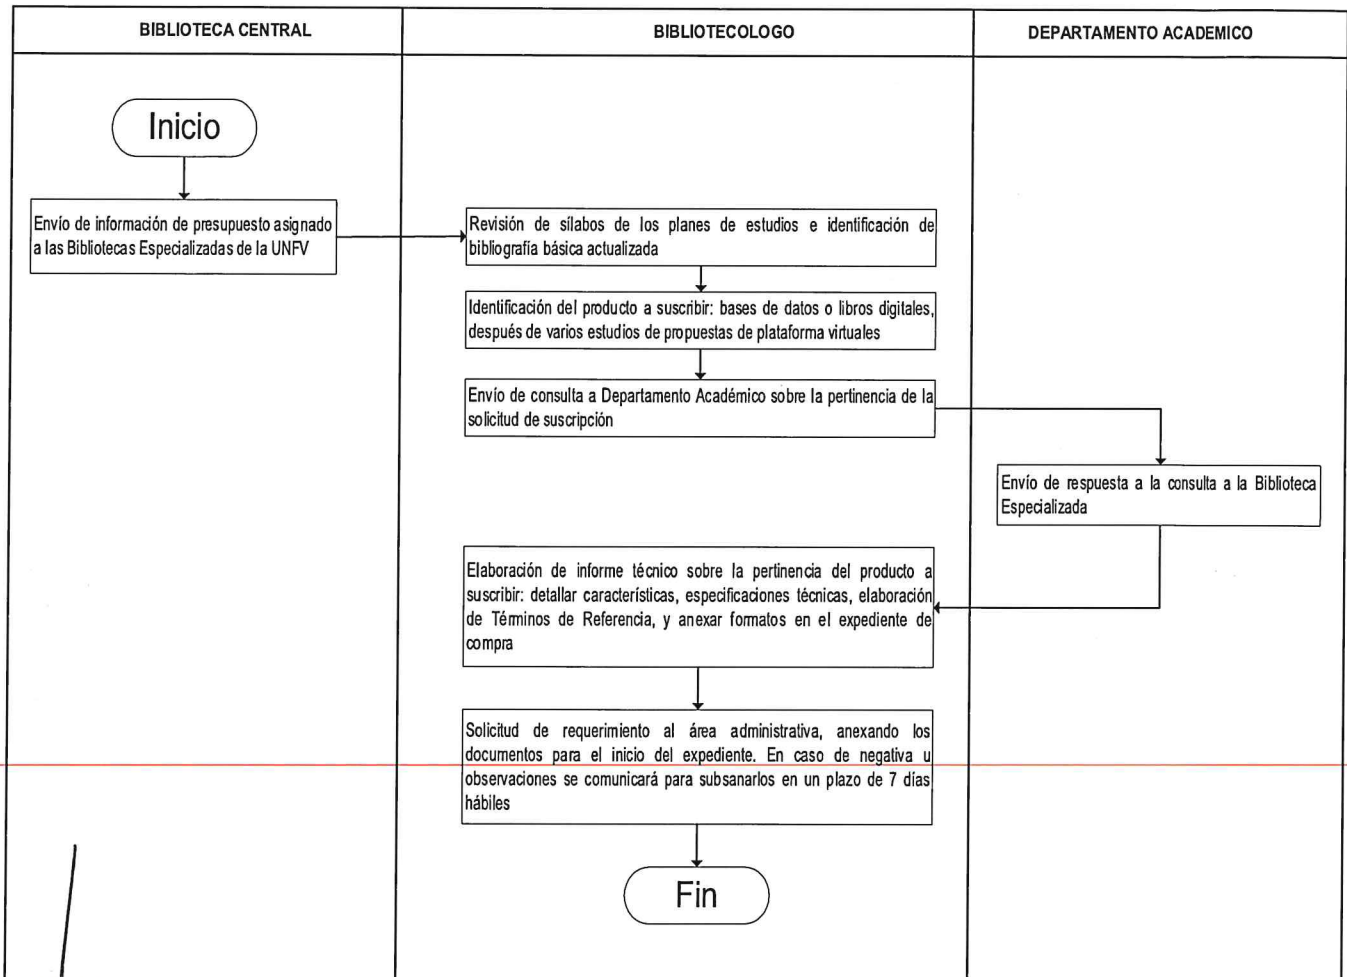 BIBLIOTECA CENTRAL
BIBLIOTECOLOGO
DEPARTAMENTO ACADEMICO
Inicio
Envío de información de presupuesto asignado
a las Bibliotecas Especializadas de la UNFV
Revisión de sílabos de los planes de estudios e identificación de
bibliografía básica actualizada
Identificación del producto a suscribir: bases de datos o libros digitales,
después de varios estudios de propuestas de plataforma virtuales
Envío de consulta a Departamento Académico sobre la pertinencia de la
solicitud de suscripción
Envío de respuesta a la consulta a la Biblioteca
Especializada
Elaboración de informe técnico sobre la pertinencia del producto a
suscribir: detallar características, especificaciones técnicas, elaboración
de Términos de Referencia, y anexar formatos en el expediente de
compra
Solicitud de requerimiento al área administrativa, anexando los
documentos para el inicio del expediente. En caso de negativa u
observaciones se comunicará para subsanarlos en un plazo de 7 días
hábiles
Fin